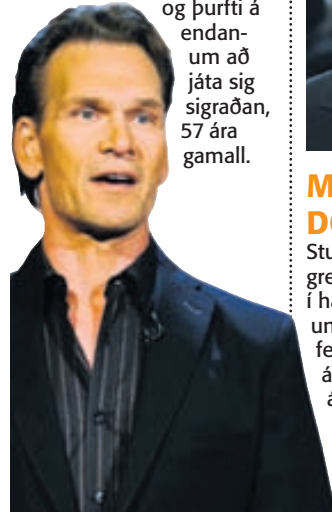 og þurfti á
endan-
um að
játa sig
sigraðan,
57 ára
gamall.
M
D
Stu
gre
í ha
un
fe
á
á